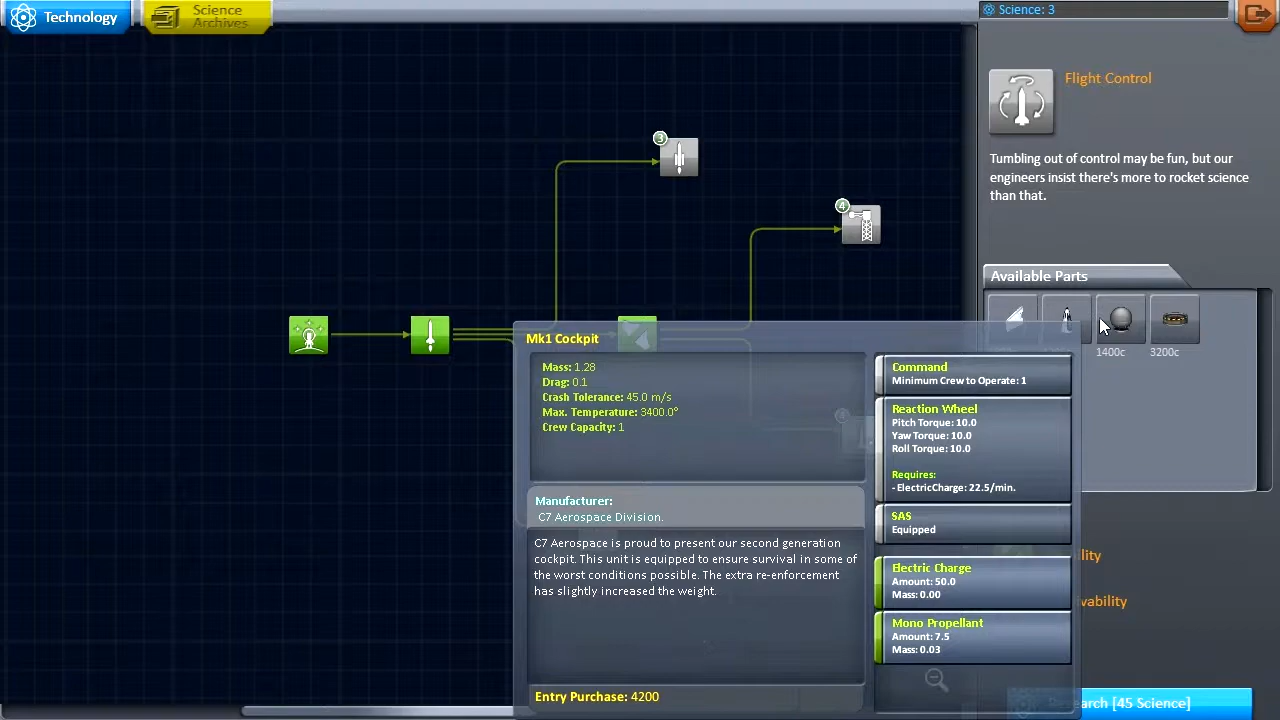 Technology
Science
Archives
Science: 3
Flight Control
Tumbling out of control may be fun, but our
engineers insist there's more to rocket science
than that.
Available Parts
1400c
3200c
3
4
Mk1 Cockpit
Mass: 1.28
Drag: 0.1
Crash Tolerance: 45.0 m/s
Max. Temperature: 3400.0°
Crew Capacity: 1
Manufacturer:
C7 Aerospace Division.
C7 Aerospace is proud to present our second generation
cockpit. This unit is equipped to ensure survival in some of
the worst conditions possible. The extra re-enforcement
has slightly increased the weight.
Entry Purchase: 4200
Command
Minimum Crew to Operate: 1
Reaction Wheel
Pitch Torque: 10.0
Yaw Torque: 10.0
Roll Torque: 10.0
Requires:
- ElectricCharge: 22.5/min.
SAS
Equipped
Electric Charge
Amount: 50.0
Mass: 0.00
Mono Propellant
Amount: 7.5
Mass: 0.03
ility
vability
arch [45 Science]